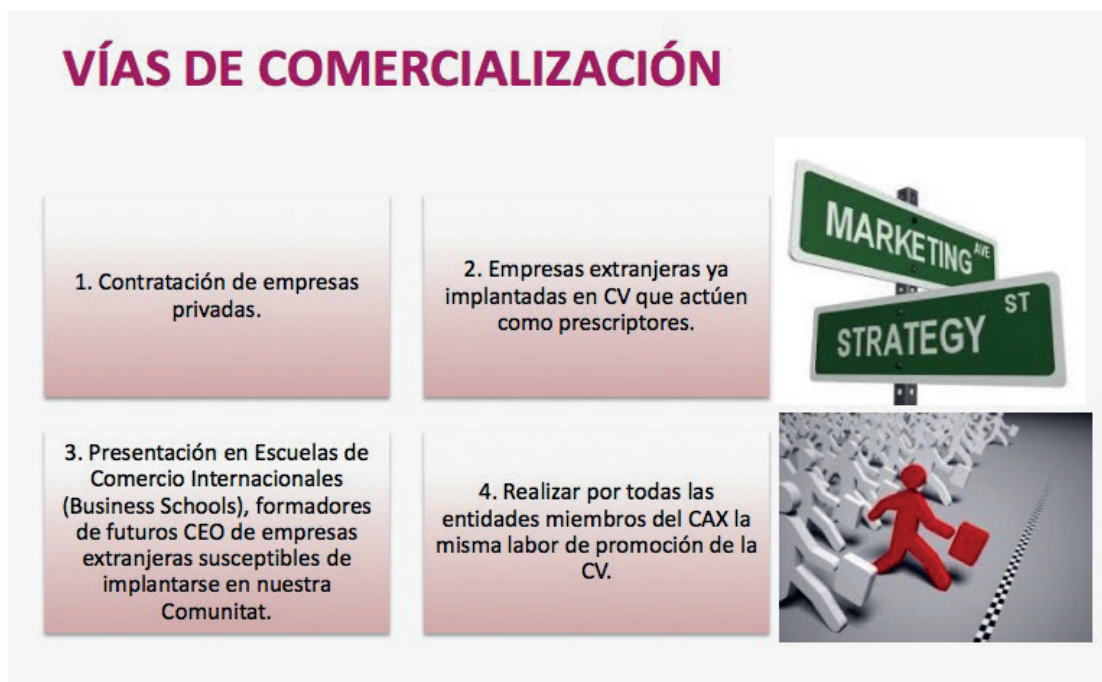 VÍAS DE COMERCIALIZACIÓN
1. Contratación de empresas
privadas.
2. Empresas extranjeras ya
implantadas en CV que actúen
como prescriptores.
MARKETING AVE
STRATEGY ST
3. Presentación en Escuelas de
Comercio Internacionales
(Business Schools), formadores
de futuros CEO de empresas
extranjeras susceptibles de
implantarse en nuestra
Comunitat.
4. Realizar por todas las
entidades miembros del CAX la
misma labor de promoción de la
CV.